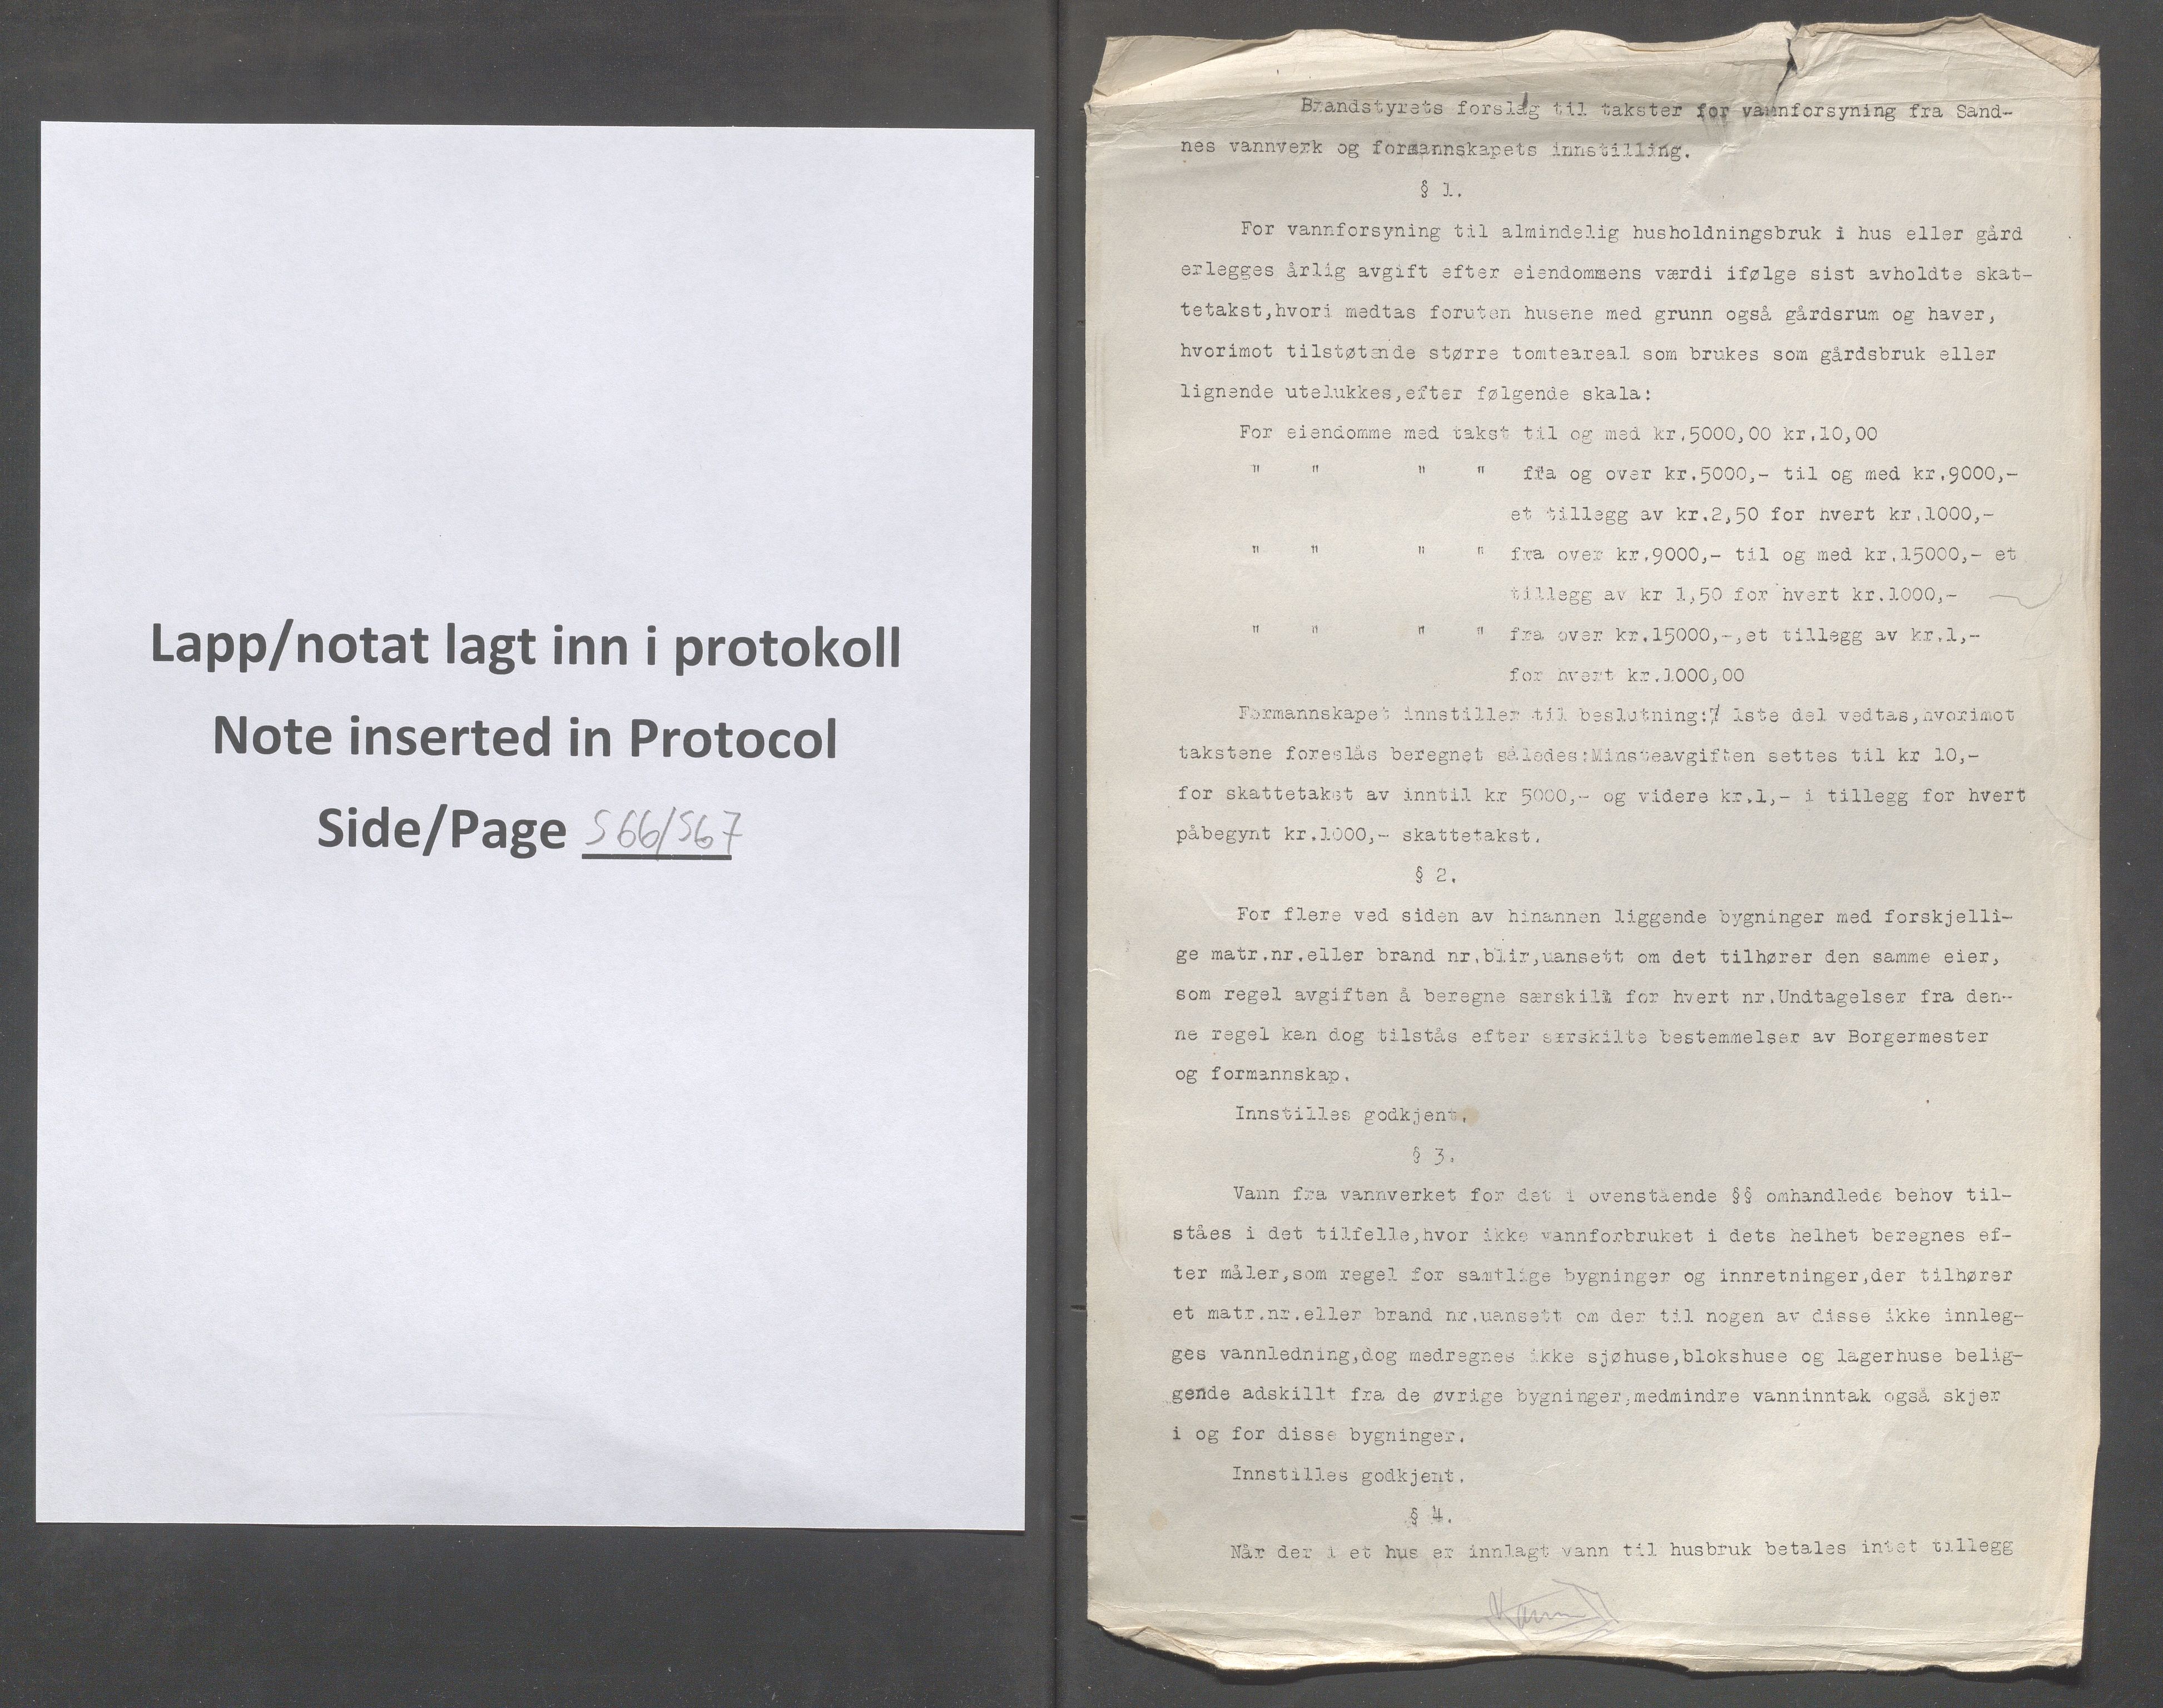 Lapp/notat lagt inn i protokoll
Note inserted in Protocol
Side/Page 566/567
Brandstyrets forslag til takster for vannforsyning fra Sand-
nes vannverk og formannskapets innstilling.
§ 1.
For vannforsyning til almindelig husholdningsbruk i hus eller gård
erlegges årlig avgift efter eiendommens værdi ifølge sist avholdte skat-
tetakst,hvori medtas foruten husene med grunn også gårdsrum og haver,
hvorimot tilstøtende større tomteareal som brukes som gårdsbruk eller
lignende utelukkes,efter følgende skala:
For eiendomme med takst til og med kr.5000,00 kr.10,00
" " " " fra og over kr.5000,- til og med kr.9000,-
et tillegg av kr.2,50 for hvert kr.1000,-
" " " " fra over kr.9000,- til og med kr.15000,- et
tillegg av kr 1,50 for hvert kr.1000,-
" " " " fra over kr.15000,-,et tillegg av kr.1,-
for hvert kr.1000,00
Formannskapet innstiller til beslutning: 1ste del vedtas,hvorimot
takstene foreslås beregnet således:Minsteavgiften settes til kr 10,-
for skattetakst av inntil kr 5000,- og videre kr.1,- i tillegg for hvert
påbegynt kr.1000,- skattetakst.
§ 2.
For flere ved siden av hinannen liggende bygninger med forskjelli-
ge matr.nr.eller brand nr.blir,uansett om det tilhører den samme eier,
som regel avgiften å beregne særskilt for hvert nr.Undtagelser fra den-
ne regel kan dog tilstås efter særskilte bestemmelser av Borgermester
og formannskap.
Innstilles godkjent.
§ 3.
Vann fra vannverket for det i ovenstående §§ omhandlede behov til-
ståes i det tilfelle,hvor ikke vannforbruket i dets helhet beregnes ef-
ter måler,som regel for samtlige bygninger og innretninger,der tilhører
et matr.nr.eller brand nr.uansett om der til nogen av disse ikke innleg-
ges vannledning,dog medregnes ikke sjøhuse,blokshuse og lagerhuse belig-
gende adskillt fra de øvrige bygninger,medmindre vanninntak også skjer
i og for disse bygninger.
Innstilles godkjent.
§ 4.
Når der i et hus er innlagt vann til husbruk betales intet tillegg